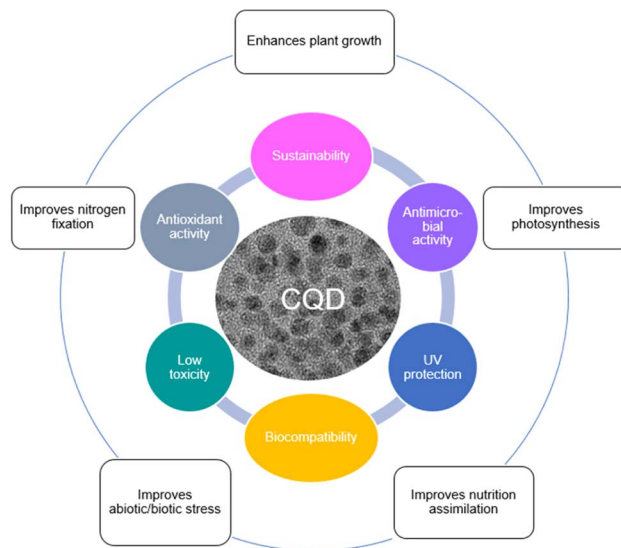 Enhances plant growth
Sustainability
Improves nitrogen
fixation
Antioxidant
activity
Antimicro-
bial
activity
Improves
photosynthesis
CQD
Low
toxicity
UV
protection
Biocompatibility
Improves
abiotic/biotic stress
Improves nutrition
assimilation